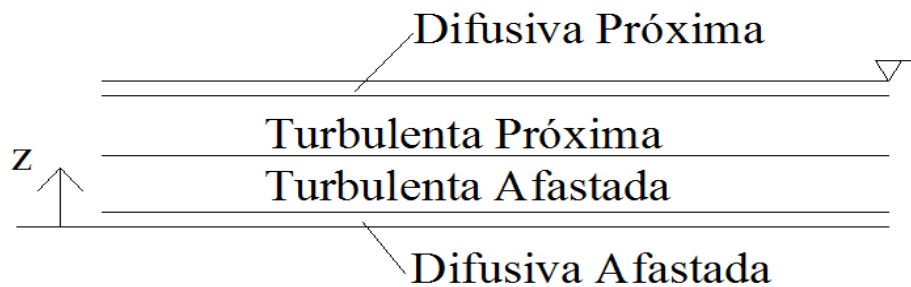 Difusiva Próxima
Turbulenta Próxima
z
Turbulenta Afastada
Difusiva Afastada